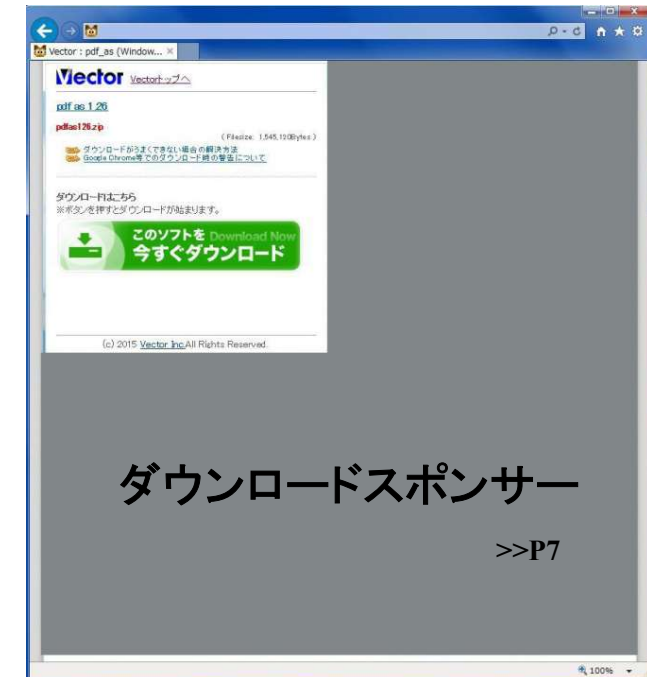 Vector : pdf_as (Window...
Vector Vectorトップへ
pdf as 1.26
pdfas126.zip
( Filesize: 1,545,120Bytes )
ダウンロードがうまくできない場合の解決方法
Google Chrome等でのダウンロード時の警告について
ダウンロードはこちら
※ボタンを押すとダウンロードが始まります。
このソフトを Download Now
今すぐダウンロード
(c) 2015 Vector Inc.All Rights Reserved.
ダウンロードスポンサー
>>P7
100%